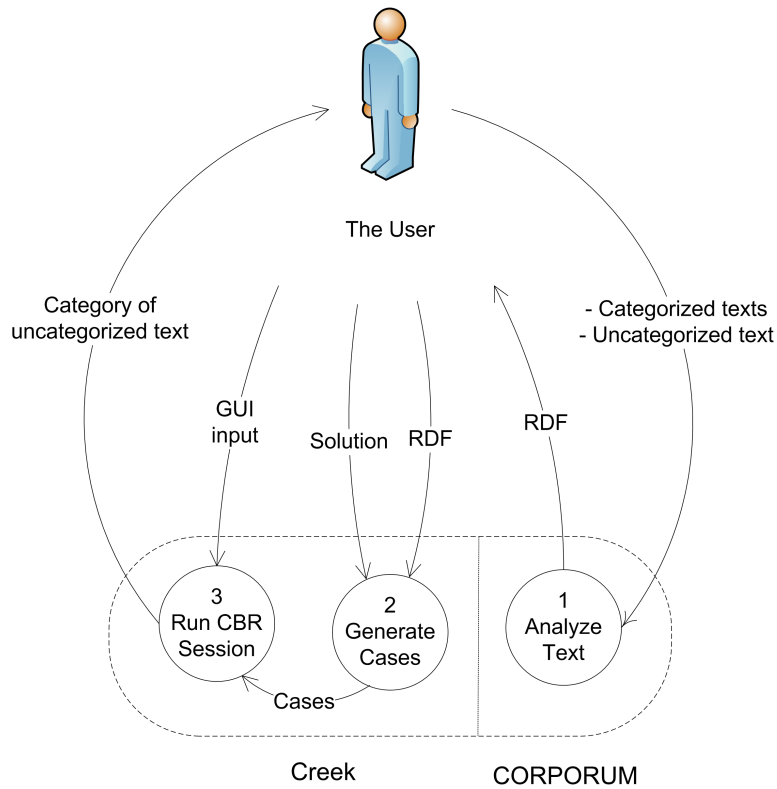 The User
Category of
uncategorized text
- Categorized texts
- Uncategorized text
GUI
input
Solution
RDF
RDF
3
Run CBR
Session
2
Generate
Cases
1
Analyze
Text
Cases
Creek
CORPORUM